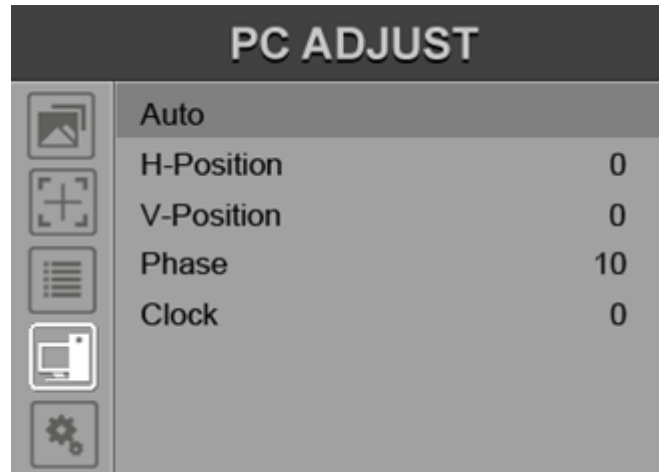 PC ADJUST
Auto
H-Position 0
V-Position 0
Phase 10
Clock 0